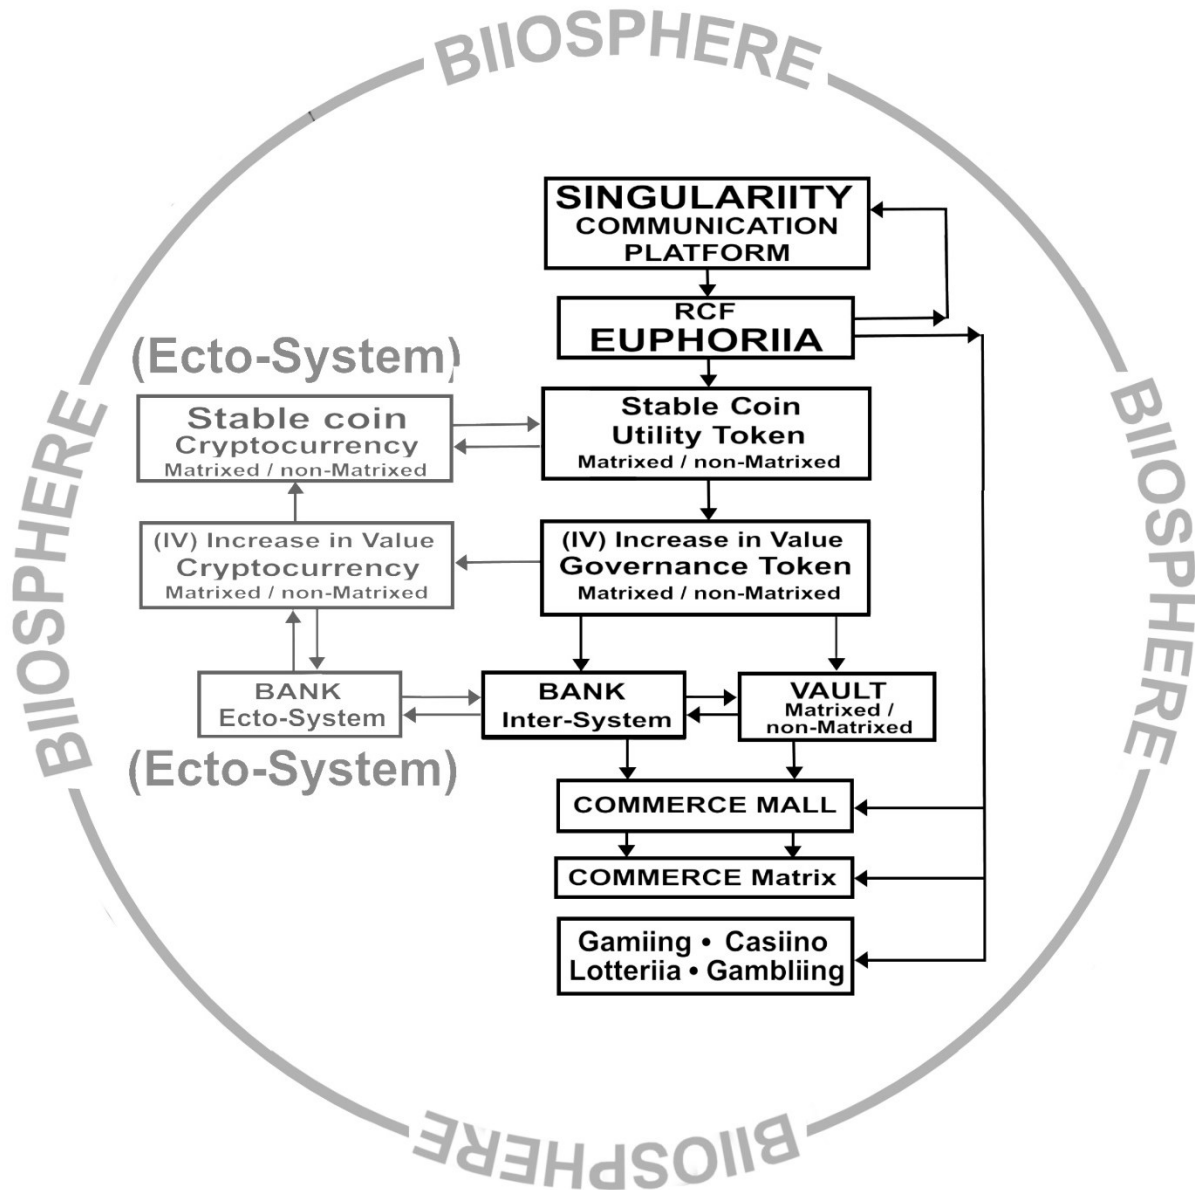 BIIOSPHERE
SINGULARIITY
COMMUNICATION
PLATFORM
RCF
EUPHORIIA
(Ecto-System)
Stable coin
Cryptocurrency
Matrixed / non-Matrixed
Stable Coin
Utility Token
Matrixed / non-Matrixed
BIIOSPHERE
BIIOSPHERE
(IV) Increase in Value
Cryptocurrency
Matrixed / non-Matrixed
(IV) Increase in Value
Governance Token
Matrixed / non-Matrixed
BANK
Ecto-System
BANK
Inter-System
VAULT
Matrixed /
non-Matrixed
(Ecto-System)
COMMERCE MALL
COMMERCE Matrix
Gamiing • Casiino
Lotteriia • Gambliing
BIIOSPHERE